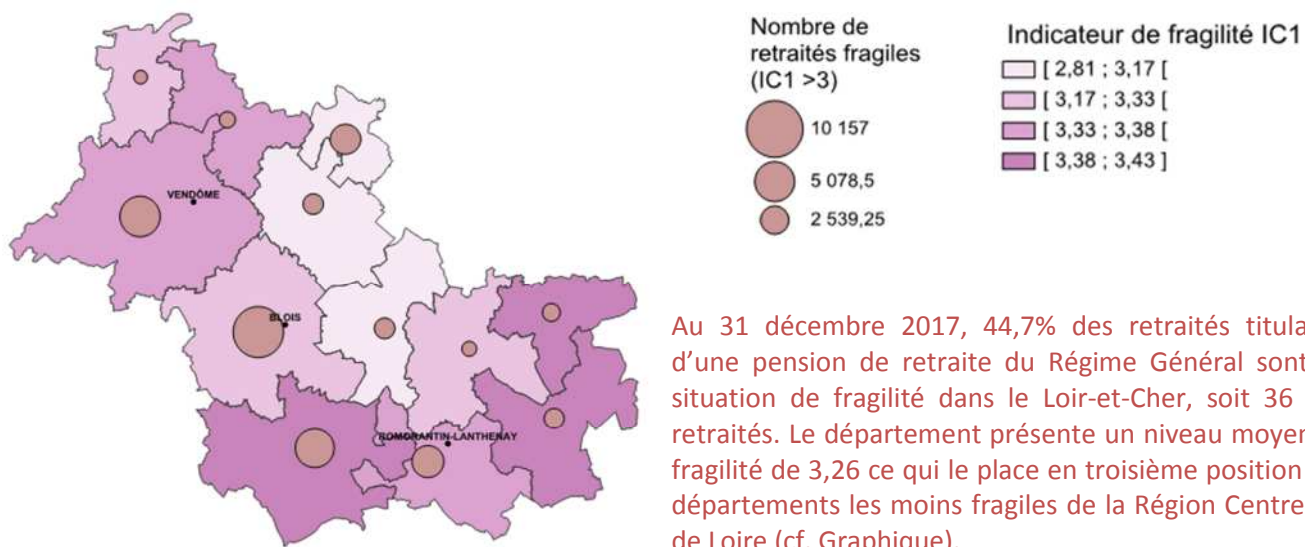 Nombre de
retraités fragiles
(IC1 >3)
10 157
5 078,5
2 539,25
Indicateur de fragilité IC1
[ 2,81 ; 3,17 [
[ 3,17 ; 3,33 [
[ 3,33 ; 3,38 [
[ 3,38 ; 3,43 ]
VENDÔME
BLOIS
ROMORANTIN-LANTHENAY
Au 31 décembre 2017, 44,7% des retraités titula
d’une pension de retraite du Régime Général sont
situation de fragilité dans le Loir-et-Cher, soit 36
retraités. Le département présente un niveau moyen
fragilité de 3,26 ce qui le place en troisième position
départements les moins fragiles de la Région Centre
de Loire (cf. Graphique).